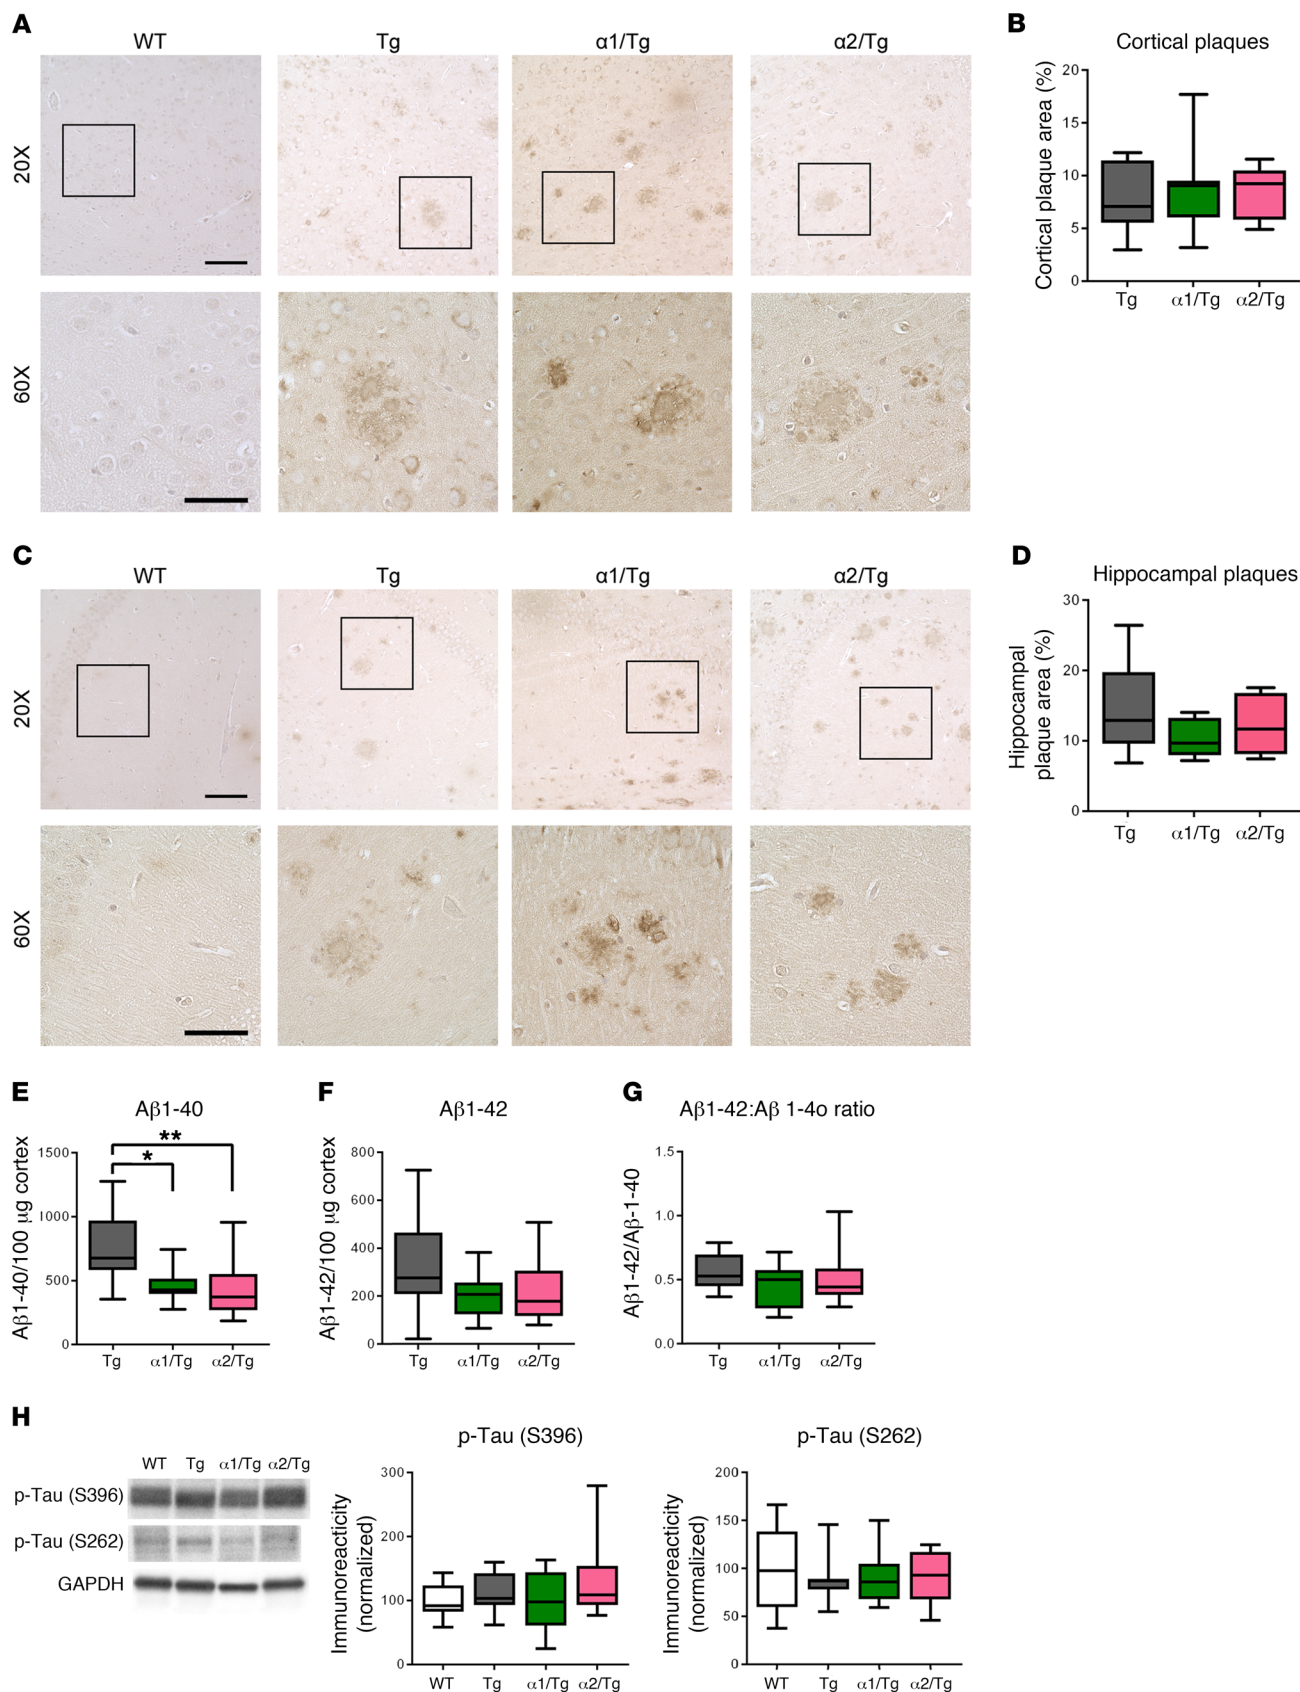 A
WT
Tg
α1/Tg
α2/Tg
20X
60X
B
Cortical plaques
Cortical plaque area (%)
20
15
10
5
0
Tg
α1/Tg
α2/Tg
C
WT
Tg
α1/Tg
α2/Tg
20X
60X
D
Hippocampal plaques
Hippocampal
plaque area (%)
30
20
10
0
Tg
α1/Tg
α2/Tg
E
Aβ1-40
Aβ1-40/100 µg cortex
1500
1000
500
0
**
*
Tg
α1/Tg
α2/Tg
F
Aβ1-42
Aβ1-42/100 µg cortex
800
600
400
200
0
Tg
α1/Tg
α2/Tg
G
Aβ1-42:Aβ 1-4o ratio
Aβ1-42/Aβ-1-40
1.5
1.0
0.5
0.0
Tg
α1/Tg
α2/Tg
H
WT
Tg
α1/Tg
α2/Tg
p-Tau (S396)
p-Tau (S262)
GAPDH
p-Tau (S396)
Immunoreacticity
(normalized)
300
200
100
0
WT
Tg
α1/Tg
α2/Tg
p-Tau (S262)
Immunoreacticity
(normalized)
200
150
100
50
0
WT
Tg
α1/Tg
α2/Tg